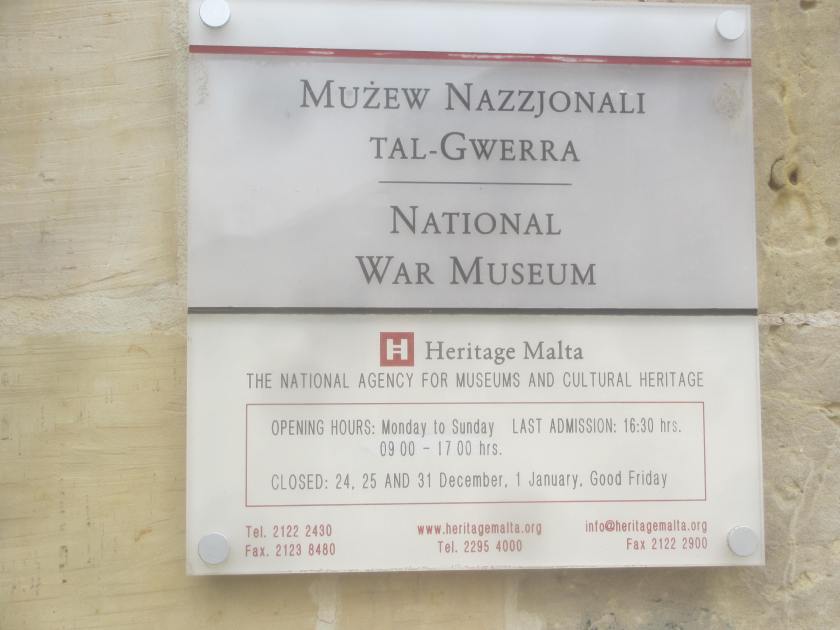 MUŻEW NAZZJONALI
TAL-GWERRA
NATIONAL
WAR MUSEUM
H Heritage Malta
THE NATIONAL AGENCY FOR MUSEUMS AND CULTURAL HERITAGE
OPENING HOURS: Monday to Sunday LAST ADMISSION: 16:30 hrs.
09 00 - 17 00 hrs.
CLOSED: 24, 25 AND 31 December, 1 January, Good Friday
Tel. 2122 2430 www.heritagemalta.org info@heritagemalta.org
Fax. 2123 8480 Tel. 2295 4000 Fax 2122 2900